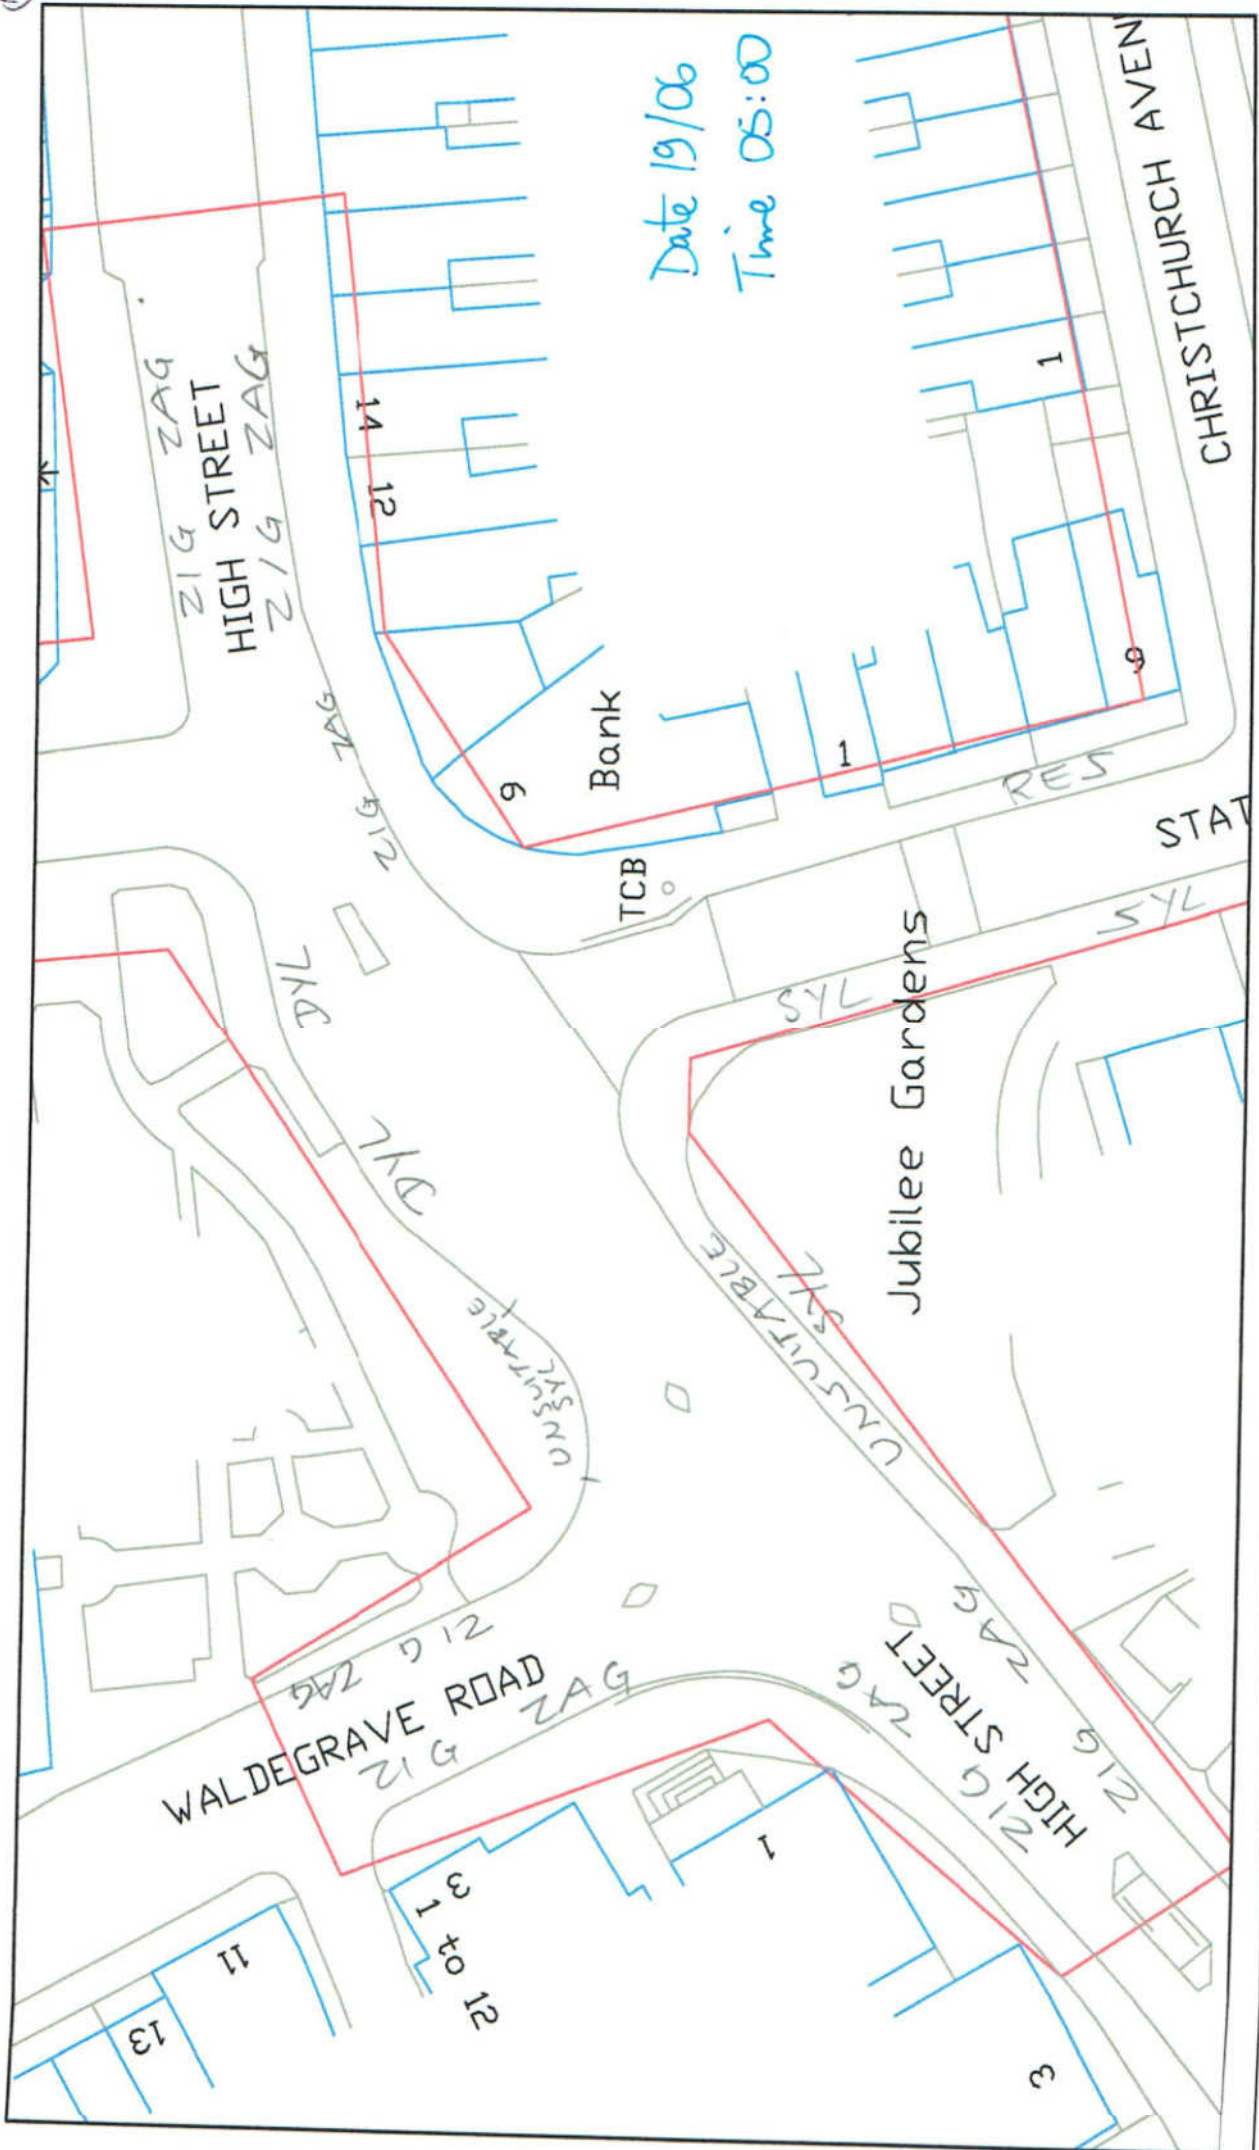 Date 19/06
Time 05:00
CHRISTCHURCH AVEN
ZIG ZAG
HIGH STREET
ZIG ZAG
14
12
1
ZIG ZAG
6
Bank
1
9
RES
STAT
TCB
SYL
SYL
DYL
DYL
Jubilee Gardens
UNSUITABLE
SYL
UNSUITABLE
SYL
ZIG ZAG
WALDEGRAVE ROAD
ZIG ZAG
ZIG ZAG
HIGH STREET
ZIG ZAG
1
3
1 to 12
11
13
3